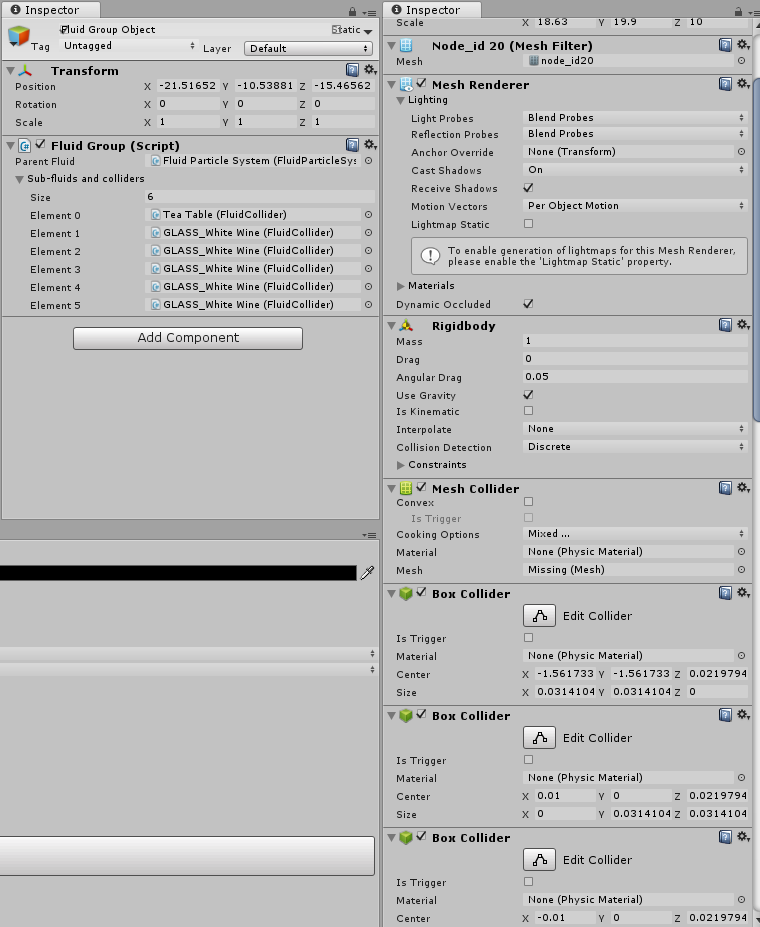 Inspector
Fluid Group Object
Static
Tag Untagged Layer Default
Transform
Position X -21.51652 Y -10.53881 Z -15.46562
Rotation X 0 Y 0 Z 0
Scale X 1 Y 1 Z 1
Fluid Group (Script)
Parent Fluid Fluid Particle System (FluidParticleSys
Sub-fluids and colliders
Size 6
Element 0 Tea Table (FluidCollider)
Element 1 GLASS_White Wine (FluidCollider)
Element 2 GLASS_White Wine (FluidCollider)
Element 3 GLASS_White Wine (FluidCollider)
Element 4 GLASS_White Wine (FluidCollider)
Element 5 GLASS_White Wine (FluidCollider)
Add Component
Inspector
Scale X 18.63 Y 19.9 Z 10
Node_id 20 (Mesh Filter)
Mesh node_id20
Mesh Renderer
Lighting
Light Probes Blend Probes
Reflection Probes Blend Probes
Anchor Override None (Transform)
Cast Shadows On
Receive Shadows
Motion Vectors Per Object Motion
Lightmap Static
To enable generation of lightmaps for this Mesh Renderer,
please enable the 'Lightmap Static' property.
Materials
Dynamic Occluded
Rigidbody
Mass 1
Drag 0
Angular Drag 0.05
Use Gravity
Is Kinematic
Interpolate None
Collision Detection Discrete
Constraints
Mesh Collider
Convex
Is Trigger
Cooking Options Mixed ...
Material None (Physic Material)
Mesh Missing (Mesh)
Box Collider
Edit Collider
Is Trigger
Material None (Physic Material)
Center X -1.561733 Y -1.561733 Z 0.0219794
Size X 0.0314104 Y 0.0314104 Z 0
Box Collider
Edit Collider
Is Trigger
Material None (Physic Material)
Center X 0.01 Y 0 Z 0.0219794
Size X 0 Y 0.0314104 Z 0.0314104
Box Collider
Edit Collider
Is Trigger
Material None (Physic Material)
Center X -0.01 Y 0 Z 0.0219794